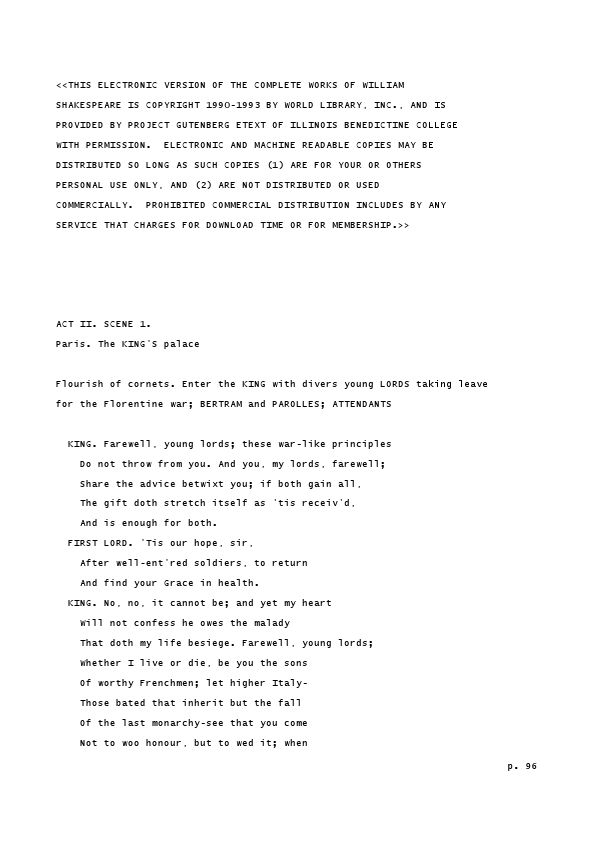 <<THIS ELECTRONIC VERSION OF THE COMPLETE WORKS OF WILLIAM
SHAKESPEARE IS COPYRIGHT 1990-1993 BY WORLD LIBRARY, INC., AND IS
PROVIDED BY PROJECT GUTENBERG ETEXT OF ILLINOIS BENEDICTINE COLLEGE
WITH PERMISSION.  ELECTRONIC AND MACHINE READABLE COPIES MAY BE
DISTRIBUTED SO LONG AS SUCH COPIES (1) ARE FOR YOUR OR OTHERS
PERSONAL USE ONLY, AND (2) ARE NOT DISTRIBUTED OR USED
COMMERCIALLY.  PROHIBITED COMMERCIAL DISTRIBUTION INCLUDES BY ANY
SERVICE THAT CHARGES FOR DOWNLOAD TIME OR FOR MEMBERSHIP.>>
ACT II. SCENE 1.
Paris. The KING'S palace
Flourish of cornets. Enter the KING with divers young LORDS taking leave
for the Florentine war; BERTRAM and PAROLLES; ATTENDANTS
KING. Farewell, young lords; these war-like principles
Do not throw from you. And you, my lords, farewell;
Share the advice betwixt you; if both gain all,
The gift doth stretch itself as 'tis receiv'd,
And is enough for both.
FIRST LORD. 'Tis our hope, sir,
After well-ent'red soldiers, to return
And find your Grace in health.
KING. No, no, it cannot be; and yet my heart
Will not confess he owes the malady
That doth my life besiege. Farewell, young lords;
Whether I live or die, be you the sons
Of worthy Frenchmen; let higher Italy-
Those bated that inherit but the fall
Of the last monarchy-see that you come
Not to woo honour, but to wed it; when
p. 96